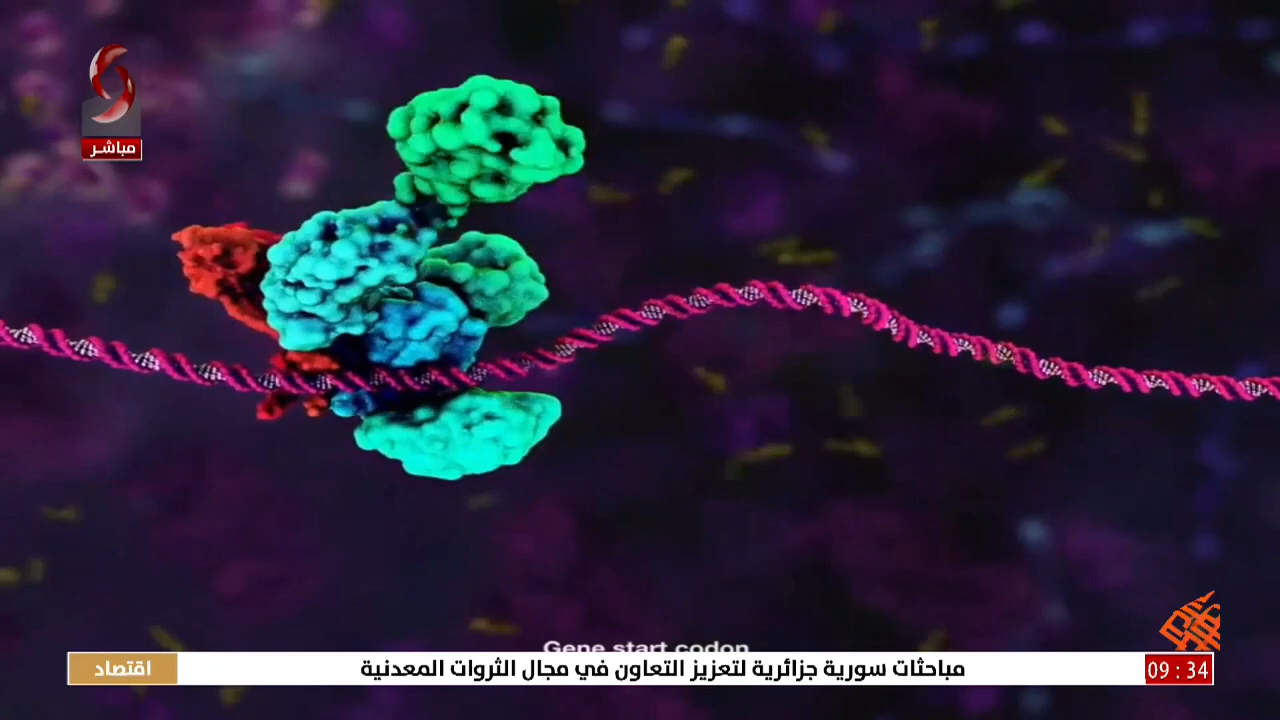 مباشر
Gene start codon
اقتصاد
مباحثات سورية جزائرية لتعزيز التعاون في مجال الثروات المعدنية
09 : 34